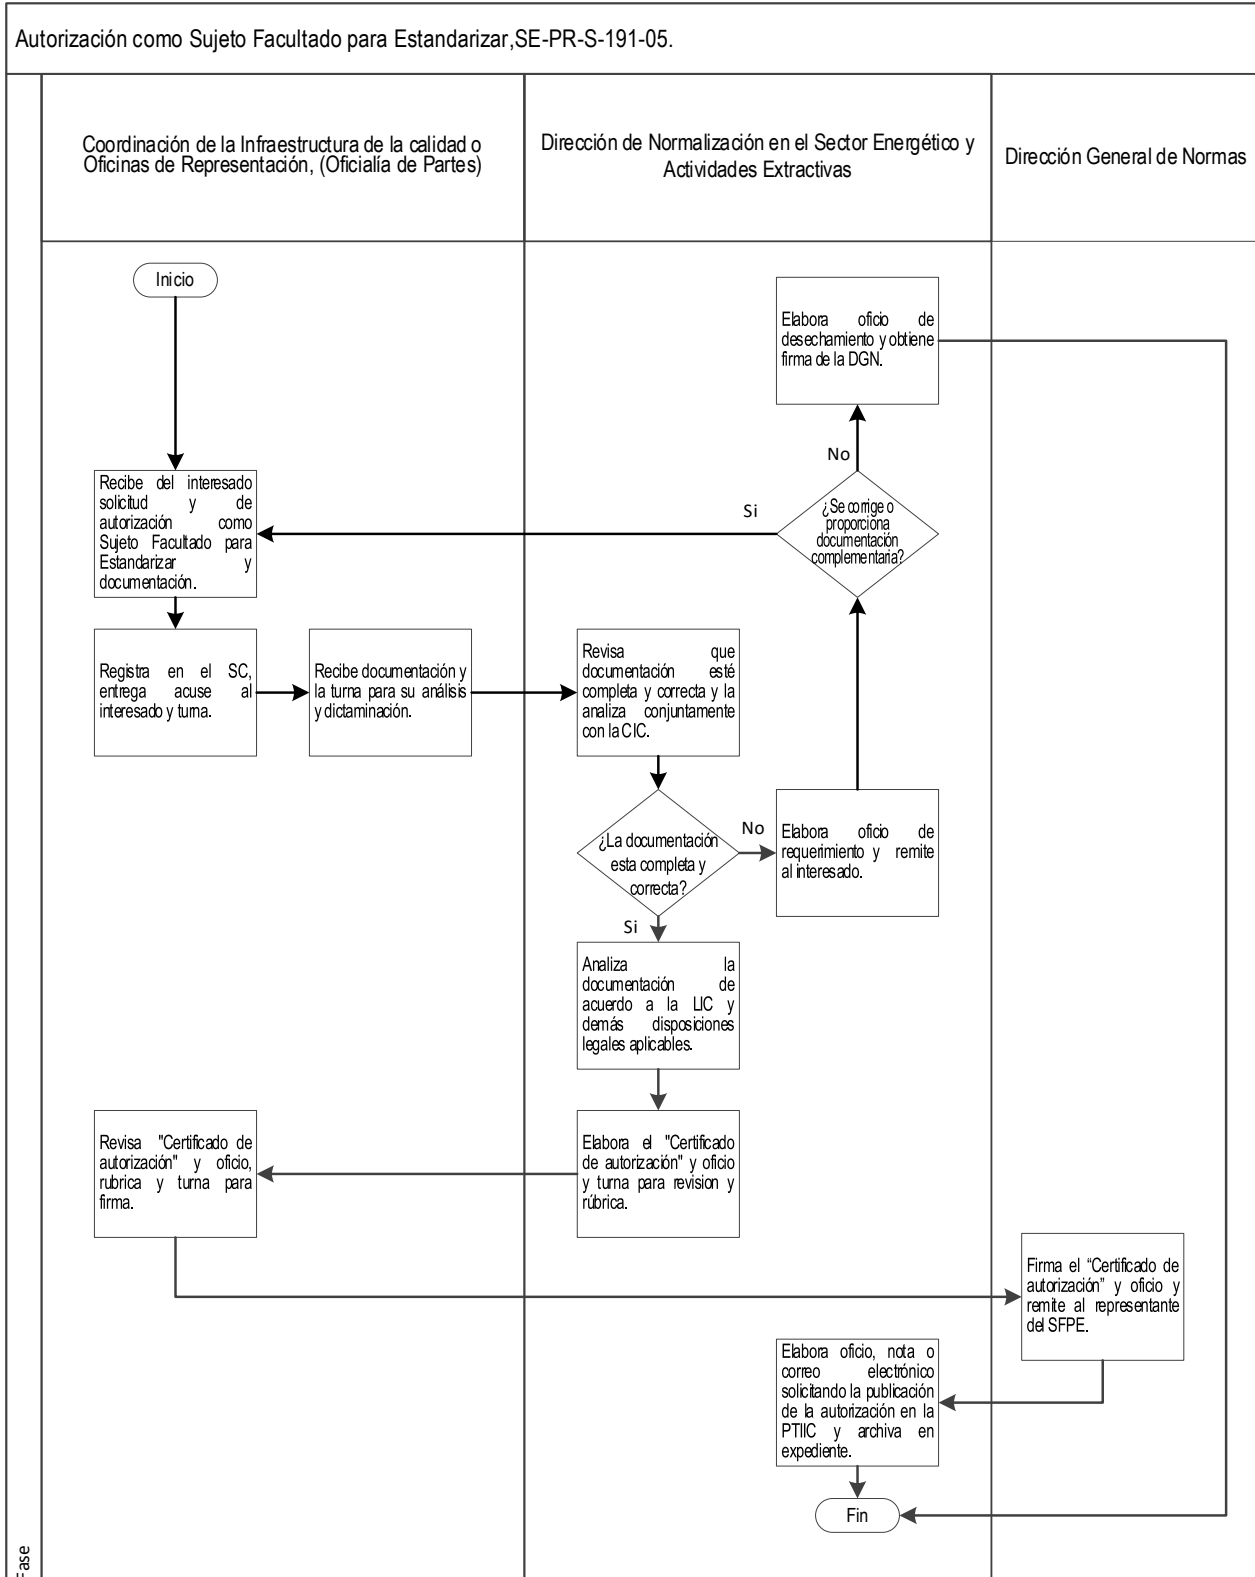 Autorización como Sujeto Facultado para Estandarizar,SE-PR-S-191-05.
Coordinación de la Infraestructura de la calidad o
Oficinas de Representación, (Oficialía de Partes)
Dirección de Normalización en el Sector Energético y
Actividades Extractivas
Dirección General de Normas
Inicio
Elabora oficio de
desechamiento y obtiene
firma de la DGN.
No
¿Se corrige o
proporciona
documentación
complementaria?
Si
Recibe del interesado
solicitud y de
autorización como
Sujeto Facultado para
Estandarizar y
documentación.
Registra en el SC,
entrega acuse al
interesado y turna.
Recibe documentación y
la turna para su análisis
y dictaminación.
Revisa que
documentación esté
completa y correcta y la
analiza conjuntamente
con la CIC.
¿La documentación
esta completa y
correcta?
No
Elabora oficio de
requerimiento y remite
al interesado.
Si
Analiza la
documentación de
acuerdo a la LIC y
demás disposiciones
legales aplicables.
Elabora el "Certificado
de autorización" y oficio
y turna para revision y
rúbrica.
Revisa "Certificado de
autorización" y oficio,
rubrica y turna para
firma.
Firma el “Certificado de
autorización” y oficio y
remite al representante
del SFPE.
Elabora oficio, nota o
correo electrónico
solicitando la publicación
de la autorización en la
PTIIC y archiva en
expediente.
Fin
Fase